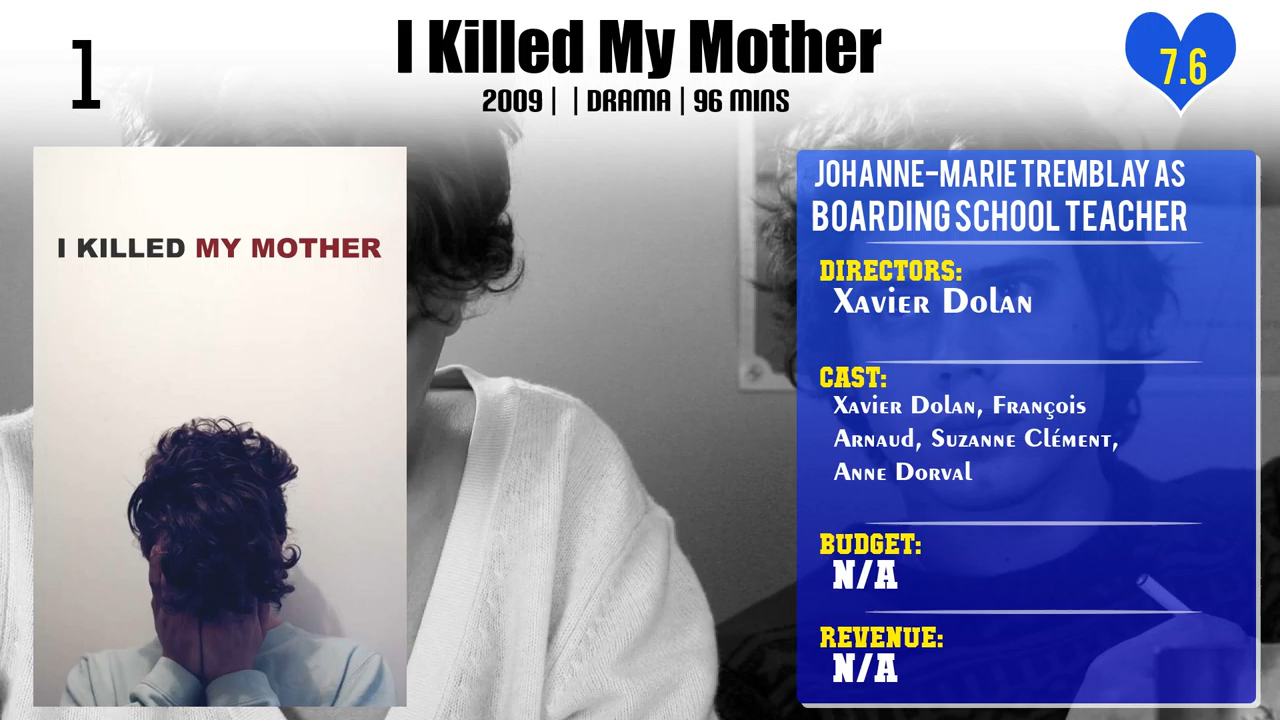 1
I Killed My Mother
2009 | | DRAMA | 96 MINS
7.6
I KILLED MY MOTHER
JOHANNE-MARIE TREMBLAY AS
BOARDING SCHOOL TEACHER
DIRECTORS:
Xavier Dolan
CAST:
Xavier Dolan, François
Arnaud, Suzanne Clément,
Anne Dorval
BUDGET:
N/A
REVENUE:
N/A